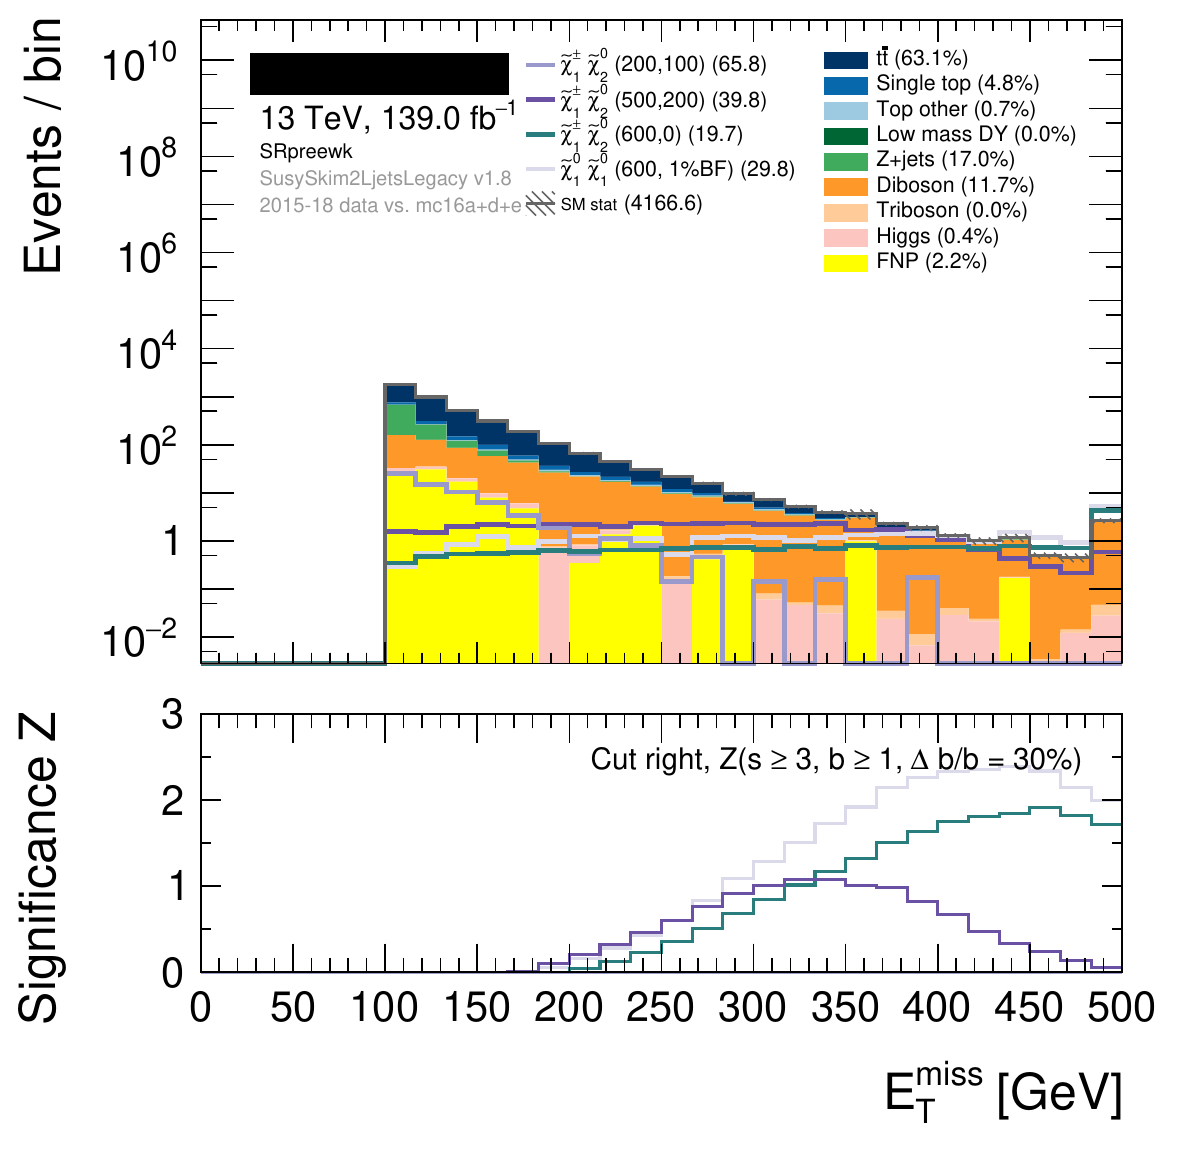 Events / bin
10^10
10^8
10^6
10^4
10^2
1
10^−2
13 TeV, 139.0 fb^−1
SRpreewk
SusySkim2LjetsLegacy v1.8
2015-18 data vs. mc16a+d+e
χ̃₁± χ̃₂⁰ (200,100) (65.8)
χ̃₁± χ̃₂⁰ (500,200) (39.8)
χ̃₁± χ̃₂⁰ (600,0) (19.7)
χ̃₁⁰ χ̃₁⁰ (600, 1%BF) (29.8)
SM stat (4166.6)
tt̄ (63.1%)
Single top (4.8%)
Top other (0.7%)
Low mass DY (0.0%)
Z+jets (17.0%)
Diboson (11.7%)
Triboson (0.0%)
Higgs (0.4%)
FNP (2.2%)
Significance Z
3
2
1
0
Cut right, Z(s ≥ 3, b ≥ 1, Δ b/b = 30%)
0 50 100 150 200 250 300 350 400 450 500
E_T^miss [GeV]